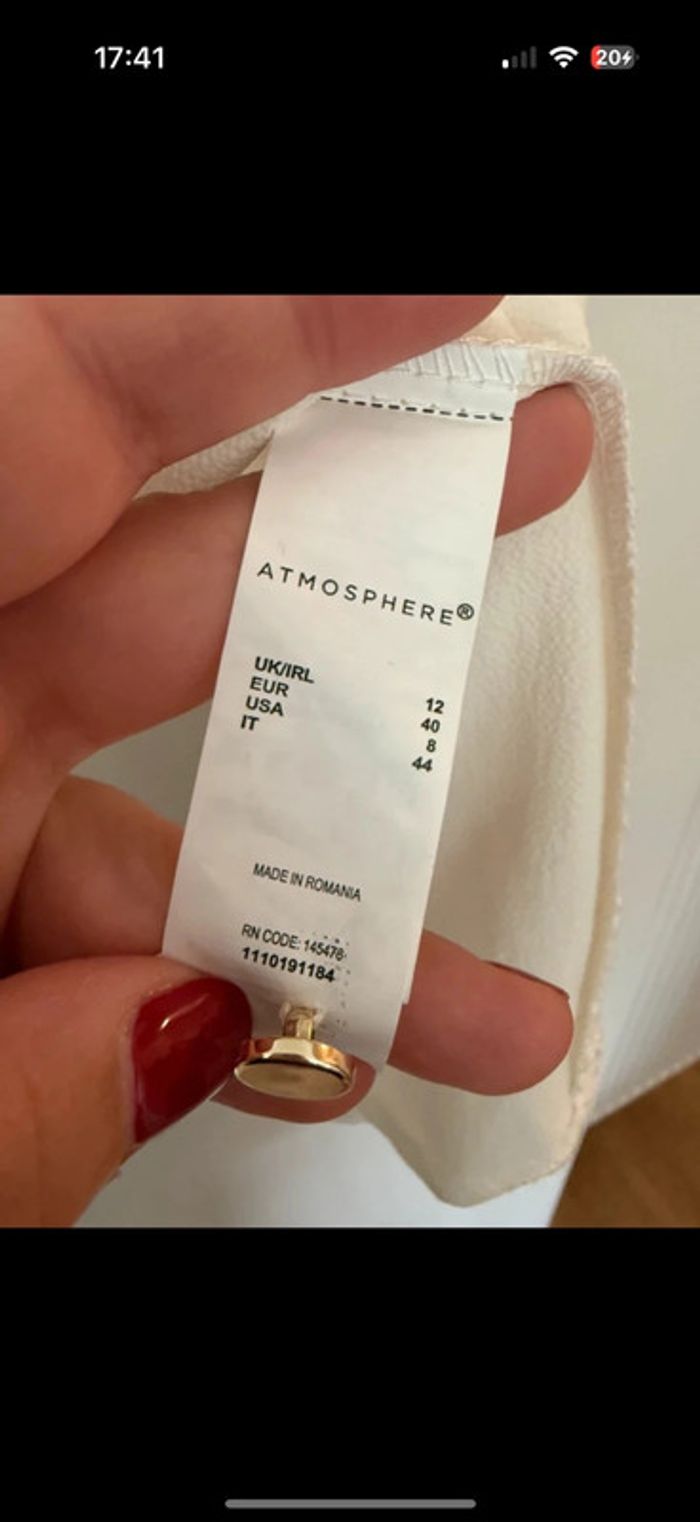 17:41
20
ATMOSPHERE®
UK/IRL 12
EUR 40
USA 8
IT 44
MADE IN ROMANIA
RN CODE: 145478
1110191184